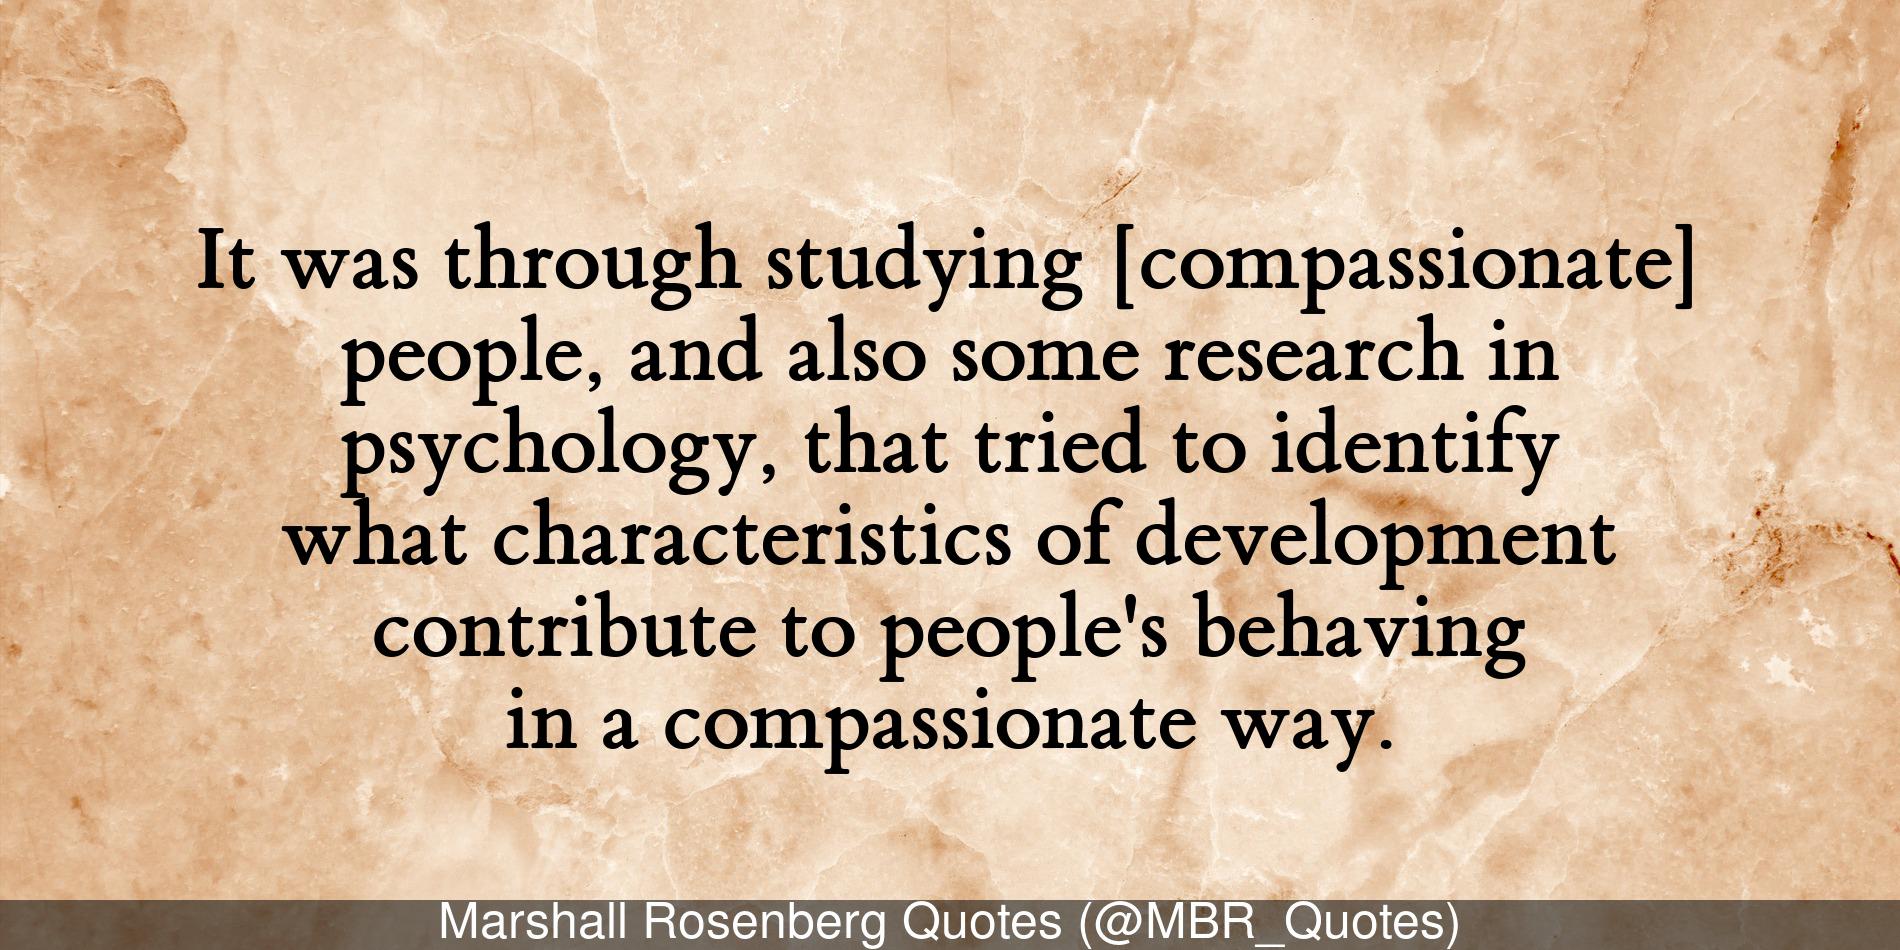 It was through studying [compassionate]
people, and also some research in
psychology, that tried to identify
what characteristics of development
contribute to people's behaving
in a compassionate way.
Marshall Rosenberg Quotes (@MBR_Quotes)